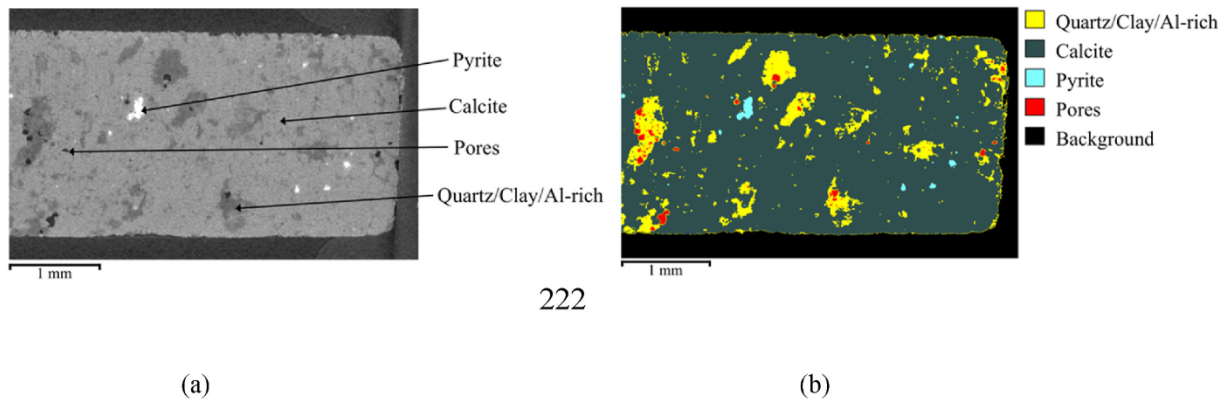 Pyrite
Calcite
Pores
Quartz/Clay/Al-rich
1 mm
Quartz/Clay/Al-rich
Calcite
Pyrite
Pores
Background
1 mm
222
(a)
(b)